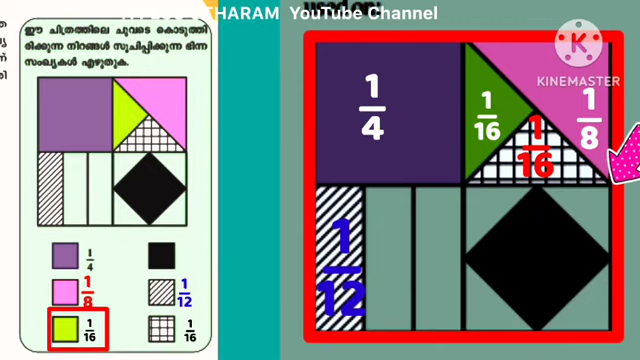 THARAM YouTube Channel
ഈ ചിത്രത്തിലെ ചുവടെ കൊടുത്തി
രിക്കുന്ന നിറങ്ങൾ സൂചിപ്പിക്കുന്ന ഭിന്ന
സംഖ്യകൾ എഴുതുക.
1/4
1/8
1/12
1/16
1/16
KINEMASTER
1/4
1/16
1/16
1/8
1/12